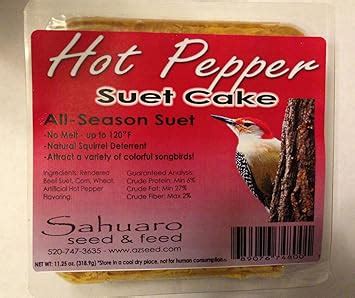 Hot Pepper
Suet Cake
All-Season Suet
-No Melt - up to 120°F
-Natural Squirrel Deterrent
-Attract a variety of colorful songbirds!
Ingredients: Rendered
Beef Suet, Corn, Wheat,
Artificial Hot Pepper
Flavoring.
Guaranteed Analysis:
Crude Protein: Min 6%
Crude Fat: Min 27%
Crude Fiber: Max 2%
Sahuaro
seed & feed
520-747-3635 - www.azseed.com
NT WT: 11.25 oz. (318.9g) *Store in a cool dry place, not for human consumption*